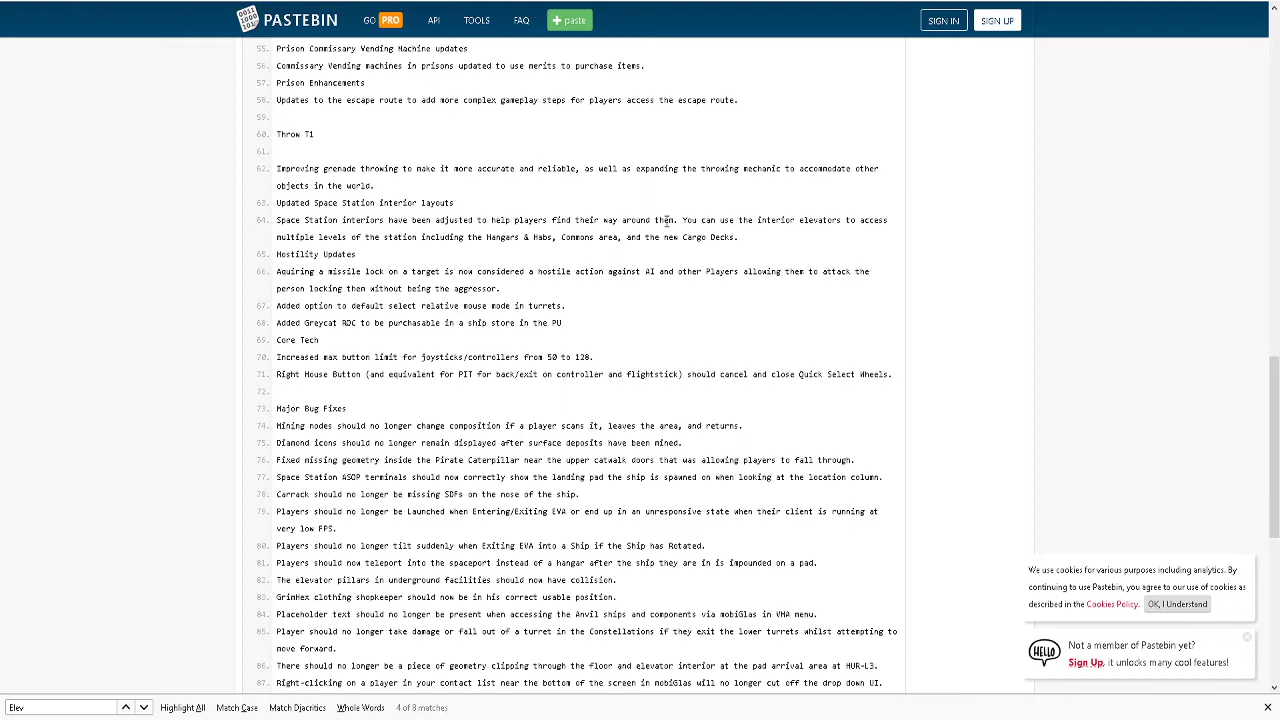 PASTEBIN GO PRO API TOOLS FAQ + paste SIGN IN SIGN UP
55. Prison Commissary Vending Machine updates
56. Commissary Vending machines in prisons updated to use merits to purchase items.
57. Prison Enhancements
58. Updates to the escape route to add more complex gameplay steps for players access the escape route.
59.
60. Throw T1
61.
62. Improving grenade throwing to make it more accurate and reliable, as well as expanding the throwing mechanic to accommodate other
objects in the world.
63. Updated Space Station interior layouts
64. Space Station interiors have been adjusted to help players find their way around them. You can use the interior elevators to access
multiple levels of the station including the Hangars & Habs, Commons area, and the new Cargo Decks.
65. Hostility Updates
66. Aquiring a missile lock on a target is now considered a hostile action against AI and other Players allowing them to attack the
person locking them without being the aggressor.
67. Added option to default select relative mouse mode in turrets.
68. Added Greycat ROC to be purchasable in a ship store in the PU
69. Core Tech
70. Increased max button limit for joysticks/controllers from 50 to 128.
71. Right Mouse Button (and equivalent for PIT for back/exit on controller and flightstick) should cancel and close Quick Select Wheels.
72.
73. Major Bug Fixes
74. Mining nodes should no longer change composition if a player scans it, leaves the area, and returns.
75. Diamond icons should no longer remain displayed after surface deposits have been mined.
76. Fixed missing geometry inside the Pirate Caterpillar near the upper catwalk doors that was allowing players to fall through.
77. Space Station ASOP terminals should now correctly show the landing pad the ship is spawned on when looking at the location column.
78. Carrack should no longer be missing SDFs on the nose of the ship.
79. Players should no longer be Launched when Entering/Exiting EVA or end up in an unresponsive state when their client is running at
very low FPS.
80. Players should no longer tilt suddenly when Exiting EVA into a Ship if the Ship has Rotated.
81. Players should now teleport into the spaceport instead of a hangar after the ship they are in is impounded on a pad.
82. The elevator pillars in underground facilities should now have collision.
83. GrinHex clothing shopkeeper should now be in his correct usable position.
84. Placeholder text should no longer be present when accessing the Anvil ships and components via mobiGlas in VMA menu.
85. Player should no longer take damage or fall out of a turret in the Constellations if they exit the lower turrets whilst attempting to
move forward.
86. There should no longer be a piece of geometry clipping through the floor and elevator interior at the pad arrival area at HUR-L3.
87. Right-clicking on a player in your contact list near the bottom of the screen in mobiGlas will no longer cut off the drop down UI.
We use cookies for various purposes including analytics. By
continuing to use Pastebin, you agree to our use of cookies as
described in the Cookies Policy. OK, I Understand
HELLO
Not a member of Pastebin yet?
Sign Up, it unlocks many cool features!
Elev Highlight All Match Case Match Diacritics Whole Words 4 of 8 matches